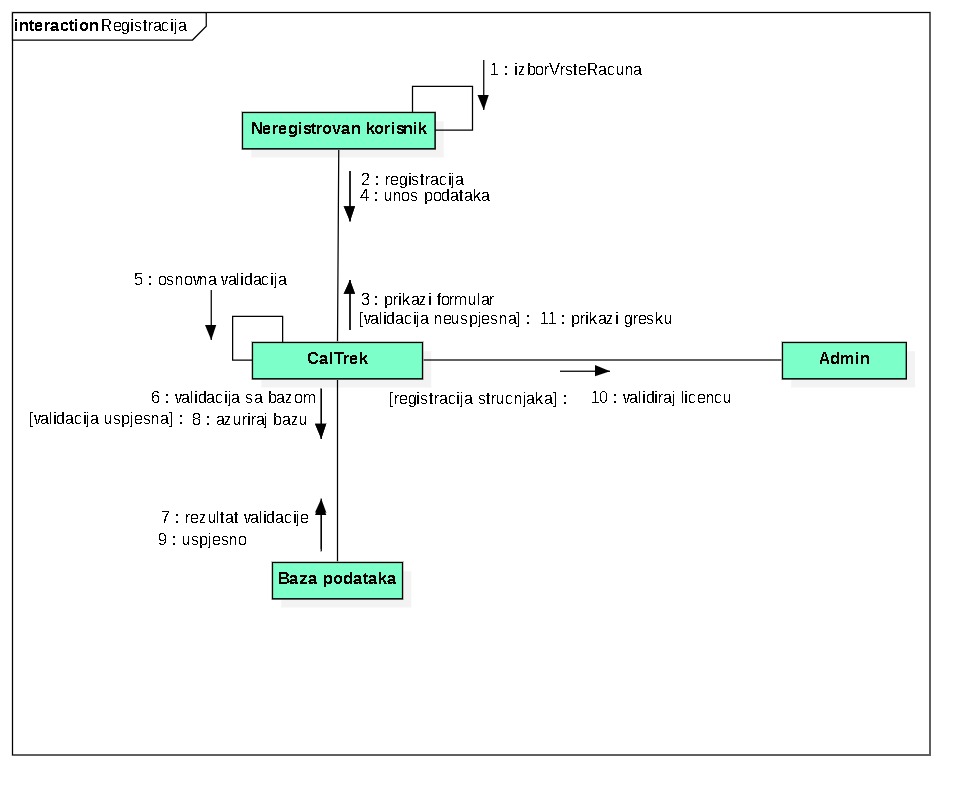 interaction Registracija
1 : izborVrsteRacuna
Neregistrovan korisnik
2 : registracija
4 : unos podataka
5 : osnovna validacija
3 : prikazi formular
[validacija neuspjesna] : 11 : prikazi gresku
CalTrek
Admin
6 : validacija sa bazom
[registracija strucnjaka] : 10 : validiraj licencu
[validacija uspjesna] : 8 : azuriraj bazu
7 : rezultat validacije
9 : uspjesno
Baza podataka